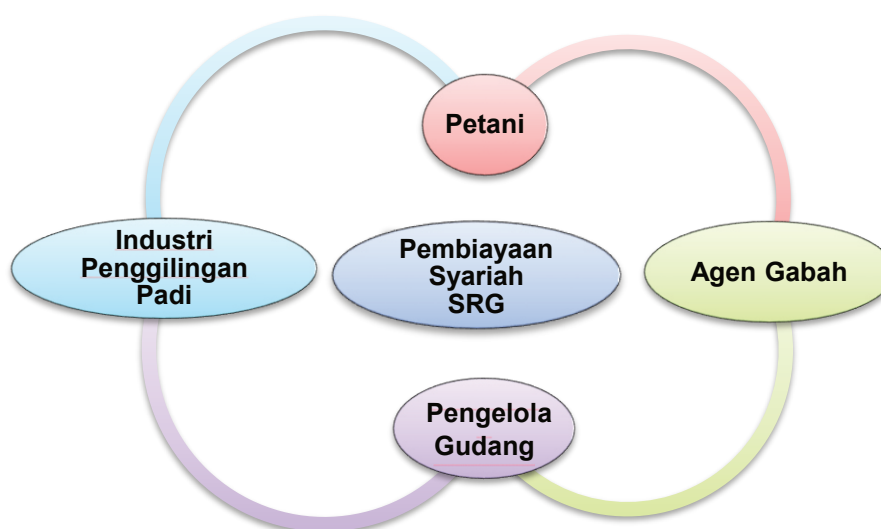 Petani
Industri
Penggilingan
Padi
Pembiayaan
Syariah
SRG
Agen Gabah
Pengelola
Gudang